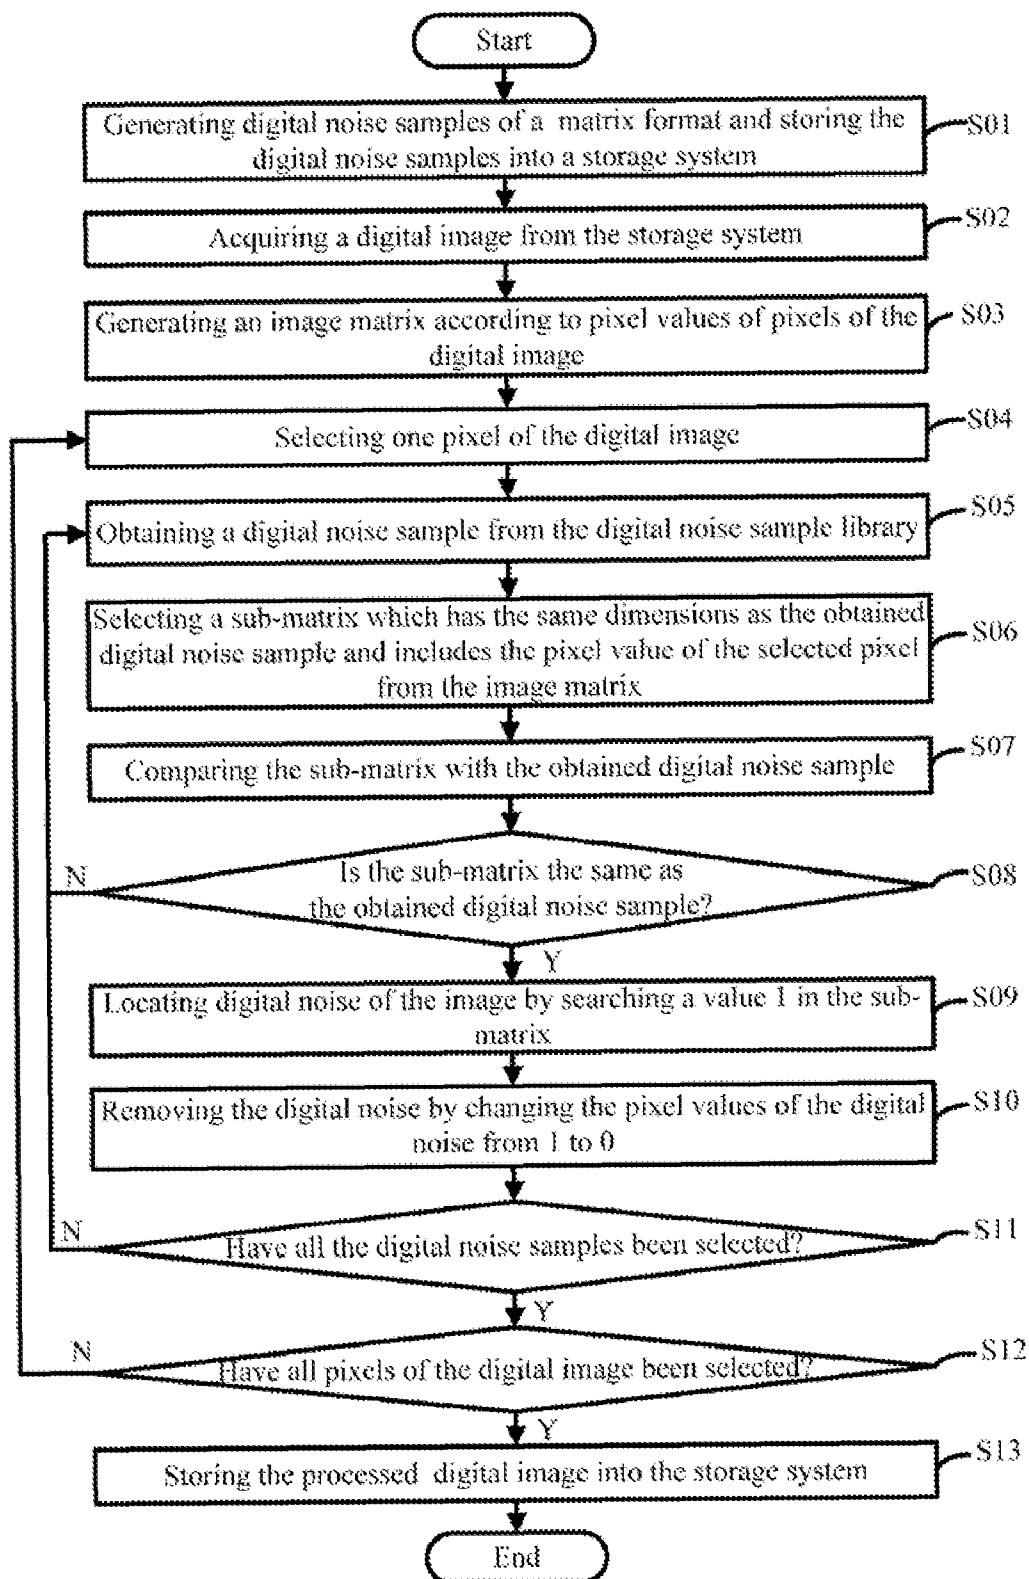 Start
Generating digital noise samples of a matrix format and storing the
digital noise samples into a storage system
S01
Acquiring a digital image from the storage system
S02
Generating an image matrix according to pixel values of pixels of the
digital image
S03
Selecting one pixel of the digital image
S04
Obtaining a digital noise sample from the digital noise sample library
S05
Selecting a sub-matrix which has the same dimensions as the obtained
digital noise sample and includes the pixel value of the selected pixel
from the image matrix
S06
Comparing the sub-matrix with the obtained digital noise sample
S07
Is the sub-matrix the same as
the obtained digital noise sample?
S08
N
Y
Locating digital noise of the image by searching a value 1 in the sub-
matrix
S09
Removing the digital noise by changing the pixel values of the digital
noise from 1 to 0
S10
Have all the digital noise samples been selected?
S11
N
Y
Have all pixels of the digital image been selected?
S12
N
Y
Storing the processed digital image into the storage system
S13
End